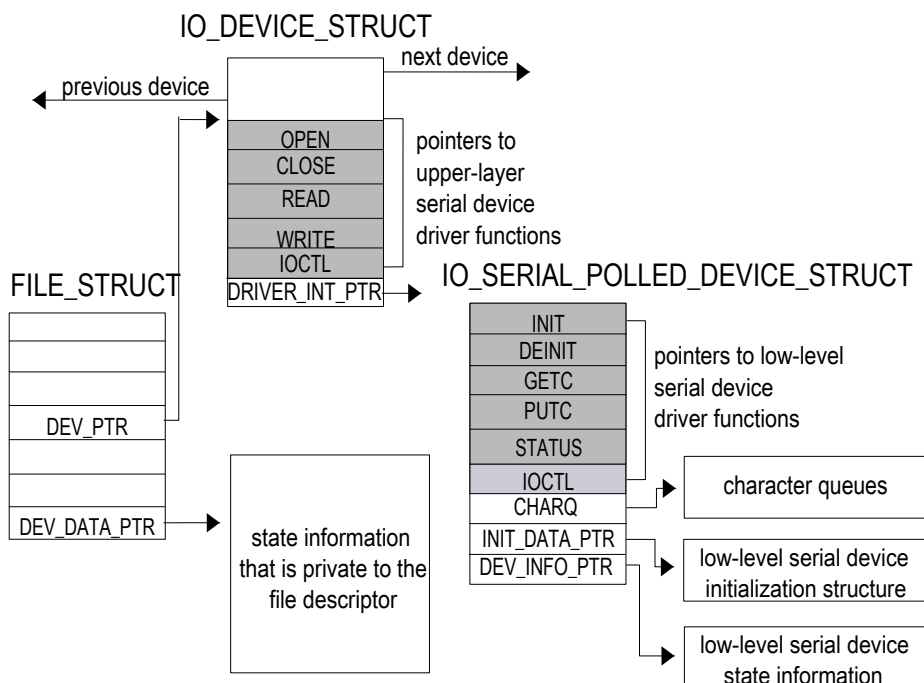 IO_DEVICE_STRUCT
next device
previous device
OPEN
CLOSE
READ
WRITE
IOCTL
DRIVER_INT_PTR
pointers to
upper-layer
serial device
driver functions
FILE_STRUCT
DEV_PTR
DEV_DATA_PTR
state information
that is private to the
file descriptor
IO_SERIAL_POLLED_DEVICE_STRUCT
INIT
DEINIT
GETC
PUTC
STATUS
IOCTL
CHARQ
INIT_DATA_PTR
DEV_INFO_PTR
pointers to low-level
serial device
driver functions
character queues
low-level serial device
initialization structure
low-level serial device
state information